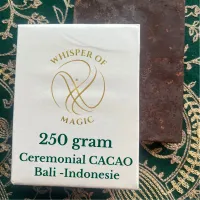 WHISPER OF
MAGIC
250 gram
Ceremonial CACAO
Bali -Indonesie